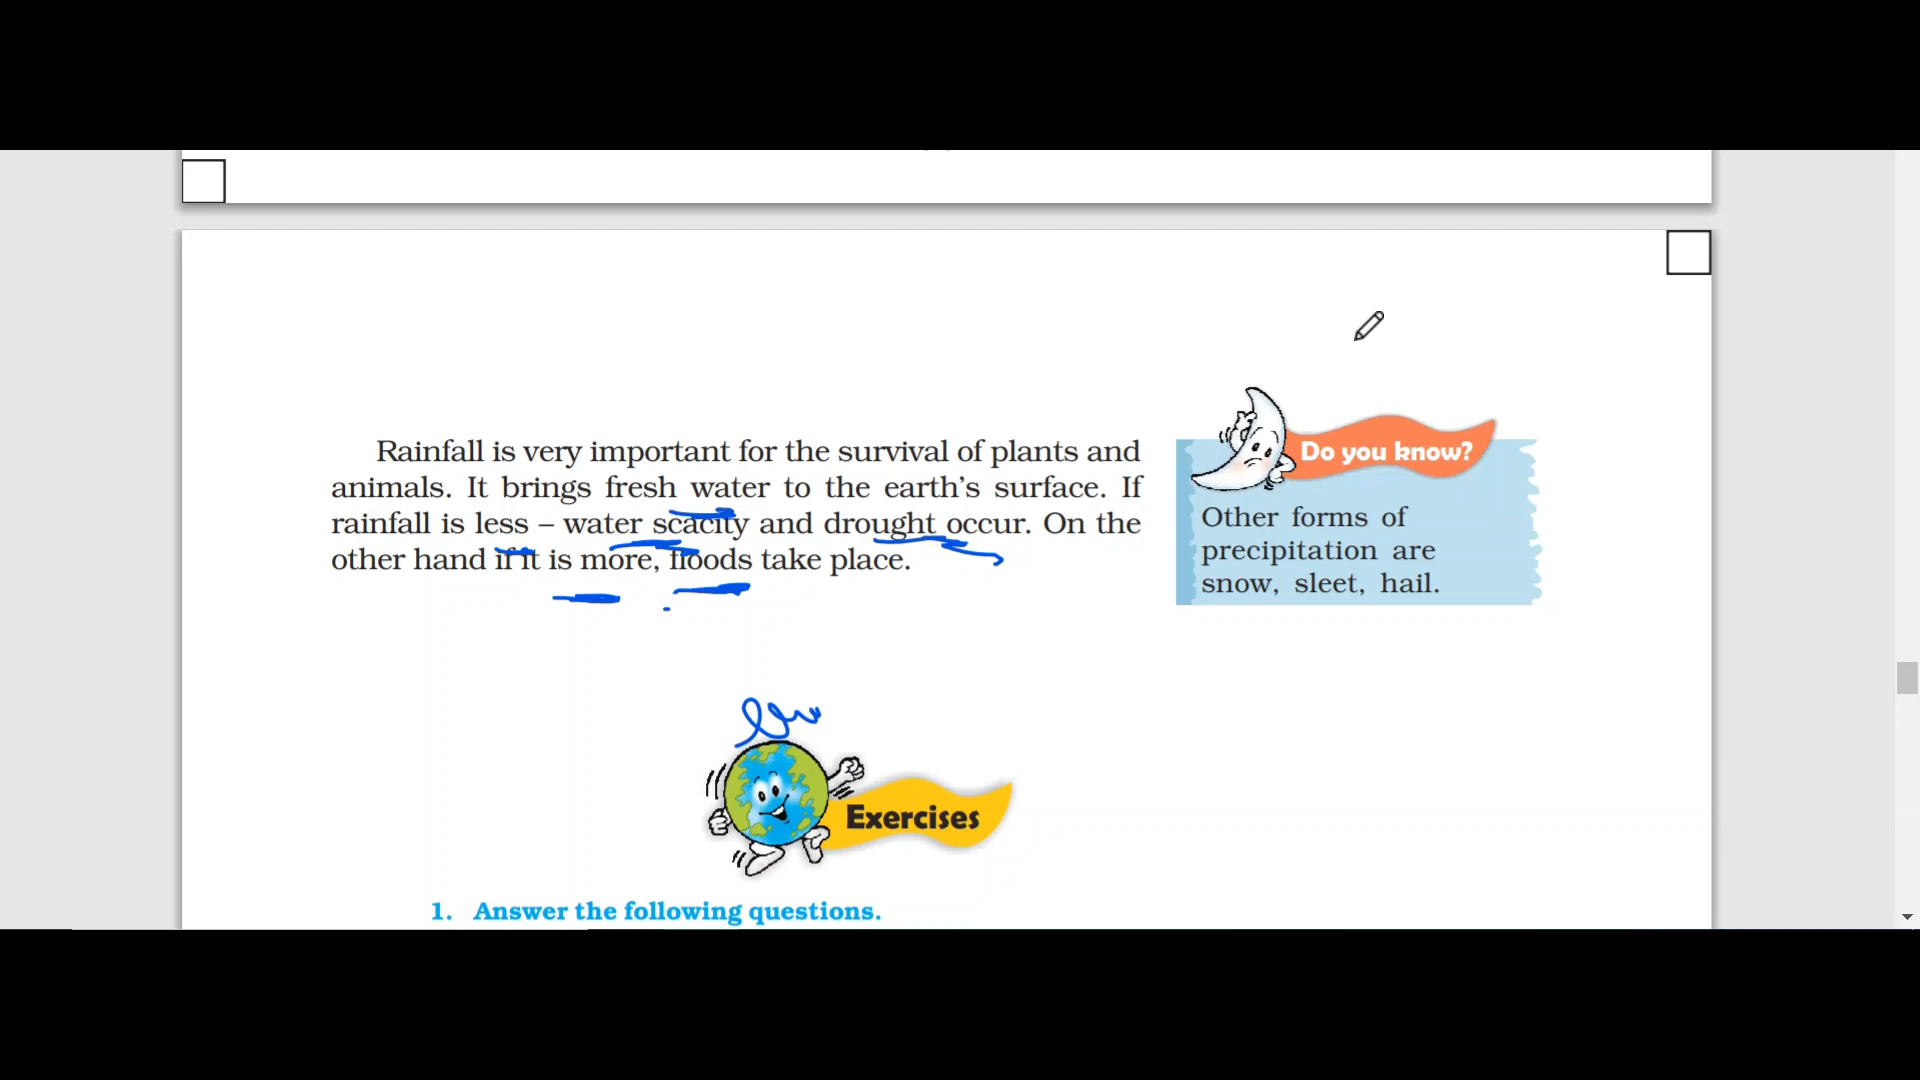 Rainfall is very important for the survival of plants and
animals. It brings fresh water to the earth's surface. If
rainfall is less – water scacity and drought occur. On the
other hand if it is more, floods take place.
Do you know?
Other forms of
precipitation are
snow, sleet, hail.
Exercises
1. Answer the following questions.